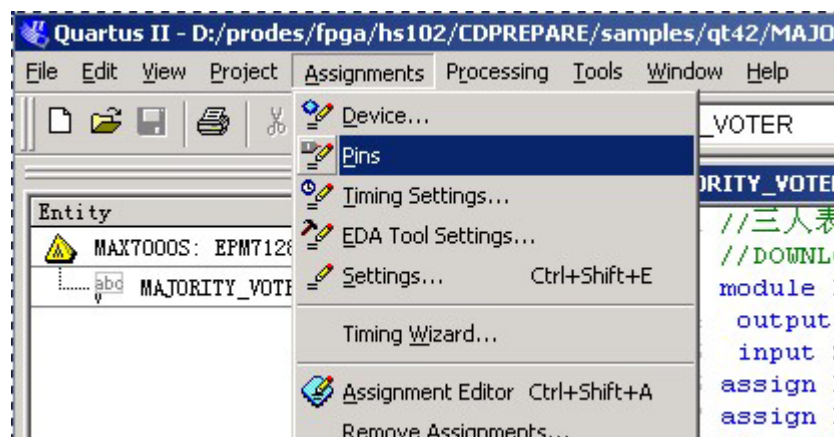 Quartus II - D:/prodes/fpga/hs102/CDPREPARE/samples/qt42/MAJO
File Edit View Project Assignments Processing Tools Window Help
Device...
_VOTER
Pins
ORITY_VOTE
Timing Settings...
Entity
//三人表
EDA Tool Settings...
//DOWNL
MAX7000S: EPM7128
Settings... Ctrl+Shift+E
module
abc MAJORITY_VOTE
output
Timing Wizard...
input
Assignment Editor Ctrl+Shift+A
assign
assign
Remove Assignments...